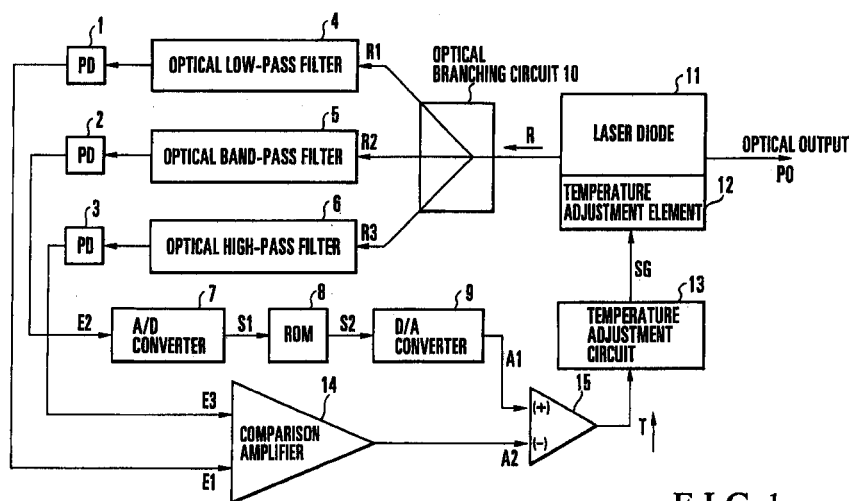 1
PD
4
OPTICAL LOW-PASS FILTER
R1
OPTICAL
BRANCHING CIRCUIT 10
11
LASER DIODE
R
OPTICAL OUTPUT
PO
2
PD
5
OPTICAL BAND-PASS FILTER
R2
TEMPERATURE
ADJUSTMENT ELEMENT
12
3
PD
6
OPTICAL HIGH-PASS FILTER
R3
SG
E2
7
A/D
CONVERTER
S1
8
ROM
S2
9
D/A
CONVERTER
A1
13
TEMPERATURE
ADJUSTMENT
CIRCUIT
E3
14
COMPARISON
AMPLIFIER
E1
A2
15
(+)
(-)
T
FIG. 1